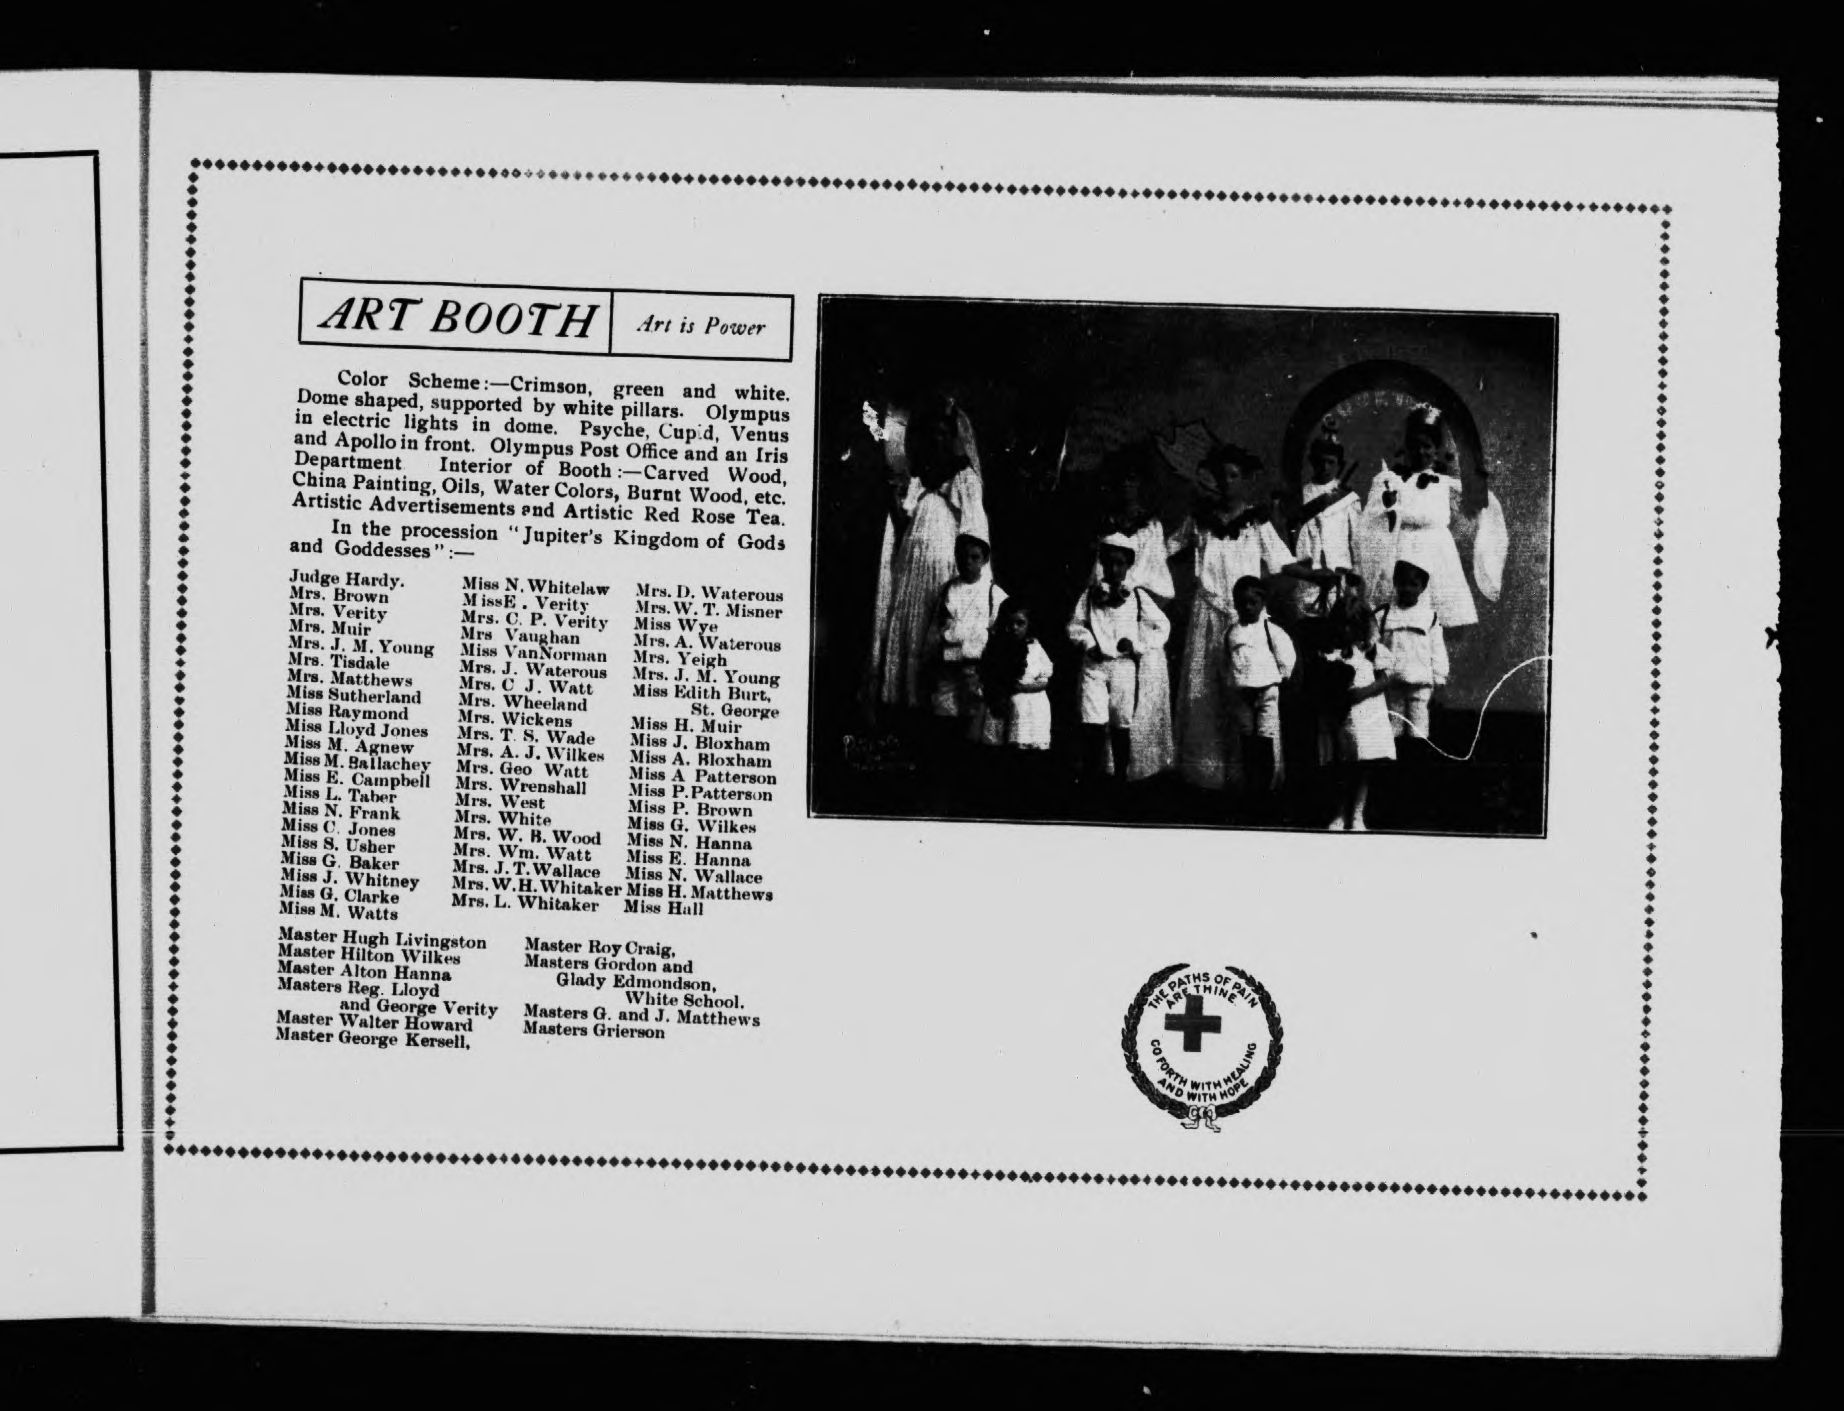 ART BOOTH
Art is Power
Color Scheme:—Crimson, green and white.
Dome shaped, supported by white pillars. Olympus
in electric lights in dome. Psyche, Cupid, Venus
and Apollo in front. Olympus Post Office and an Iris
Department Interior of Booth:—Carved Wood,
China Painting, Oils, Water Colors, Burnt Wood, etc.
Artistic Advertisements and Artistic Red Rose Tea.
In the procession "Jupiter's Kingdom of Gods
and Goddesses":—
Judge Hardy.
Mrs. Brown
Mrs. Verity
Mrs. Muir
Mrs. J. M. Young
Mrs. Tisdale
Mrs. Matthews
Miss Sutherland
Miss Raymond
Miss Lloyd Jones
Miss M. Agnew
Miss M. Ballachey
Miss E. Campbell
Miss L. Taber
Miss N. Frank
Miss C. Jones
Miss S. Usher
Miss G. Baker
Miss J. Whitney
Miss G. Clarke
Miss M. Watts
Miss N. Whitelaw
Miss E. Verity
Mrs. C. P. Verity
Mrs Vaughan
Miss VanNorman
Mrs. J. Waterous
Mrs. C J. Watt
Mrs. Wheeland
Mrs. Wickens
Mrs. T. S. Wade
Mrs. A. J. Wilkes
Mrs. Geo Watt
Mrs. Wrenshall
Mrs. West
Mrs. White
Mrs. W. B. Wood
Mrs. Wm. Watt
Mrs. J. T. Wallace
Mrs. W. H. Whitaker
Mrs. L. Whitaker
Mrs. D. Waterous
Mrs. W. T. Misner
Miss Wye
Mrs. A. Waterous
Mrs. Yeigh
Mrs. J. M. Young
Miss Edith Burt,
St. George
Miss H. Muir
Miss J. Bloxham
Miss A. Bloxham
Miss A Patterson
Miss P. Patterson
Miss P. Brown
Miss G. Wilkes
Miss N. Hanna
Miss E. Hanna
Miss N. Wallace
Miss H. Matthews
Miss Hall
Master Hugh Livingston
Master Hilton Wilkes
Master Alton Hanna
Masters Reg. Lloyd
and George Verity
Master Walter Howard
Master George Kersell,
Master Roy Craig,
Masters Gordon and
Glady Edmondson,
White School.
Masters G. and J. Matthews
Masters Grierson
THE PATHS OF PAIN
ARE THINE.
GO FORTH WITH HEALING
AND WITH HOPE